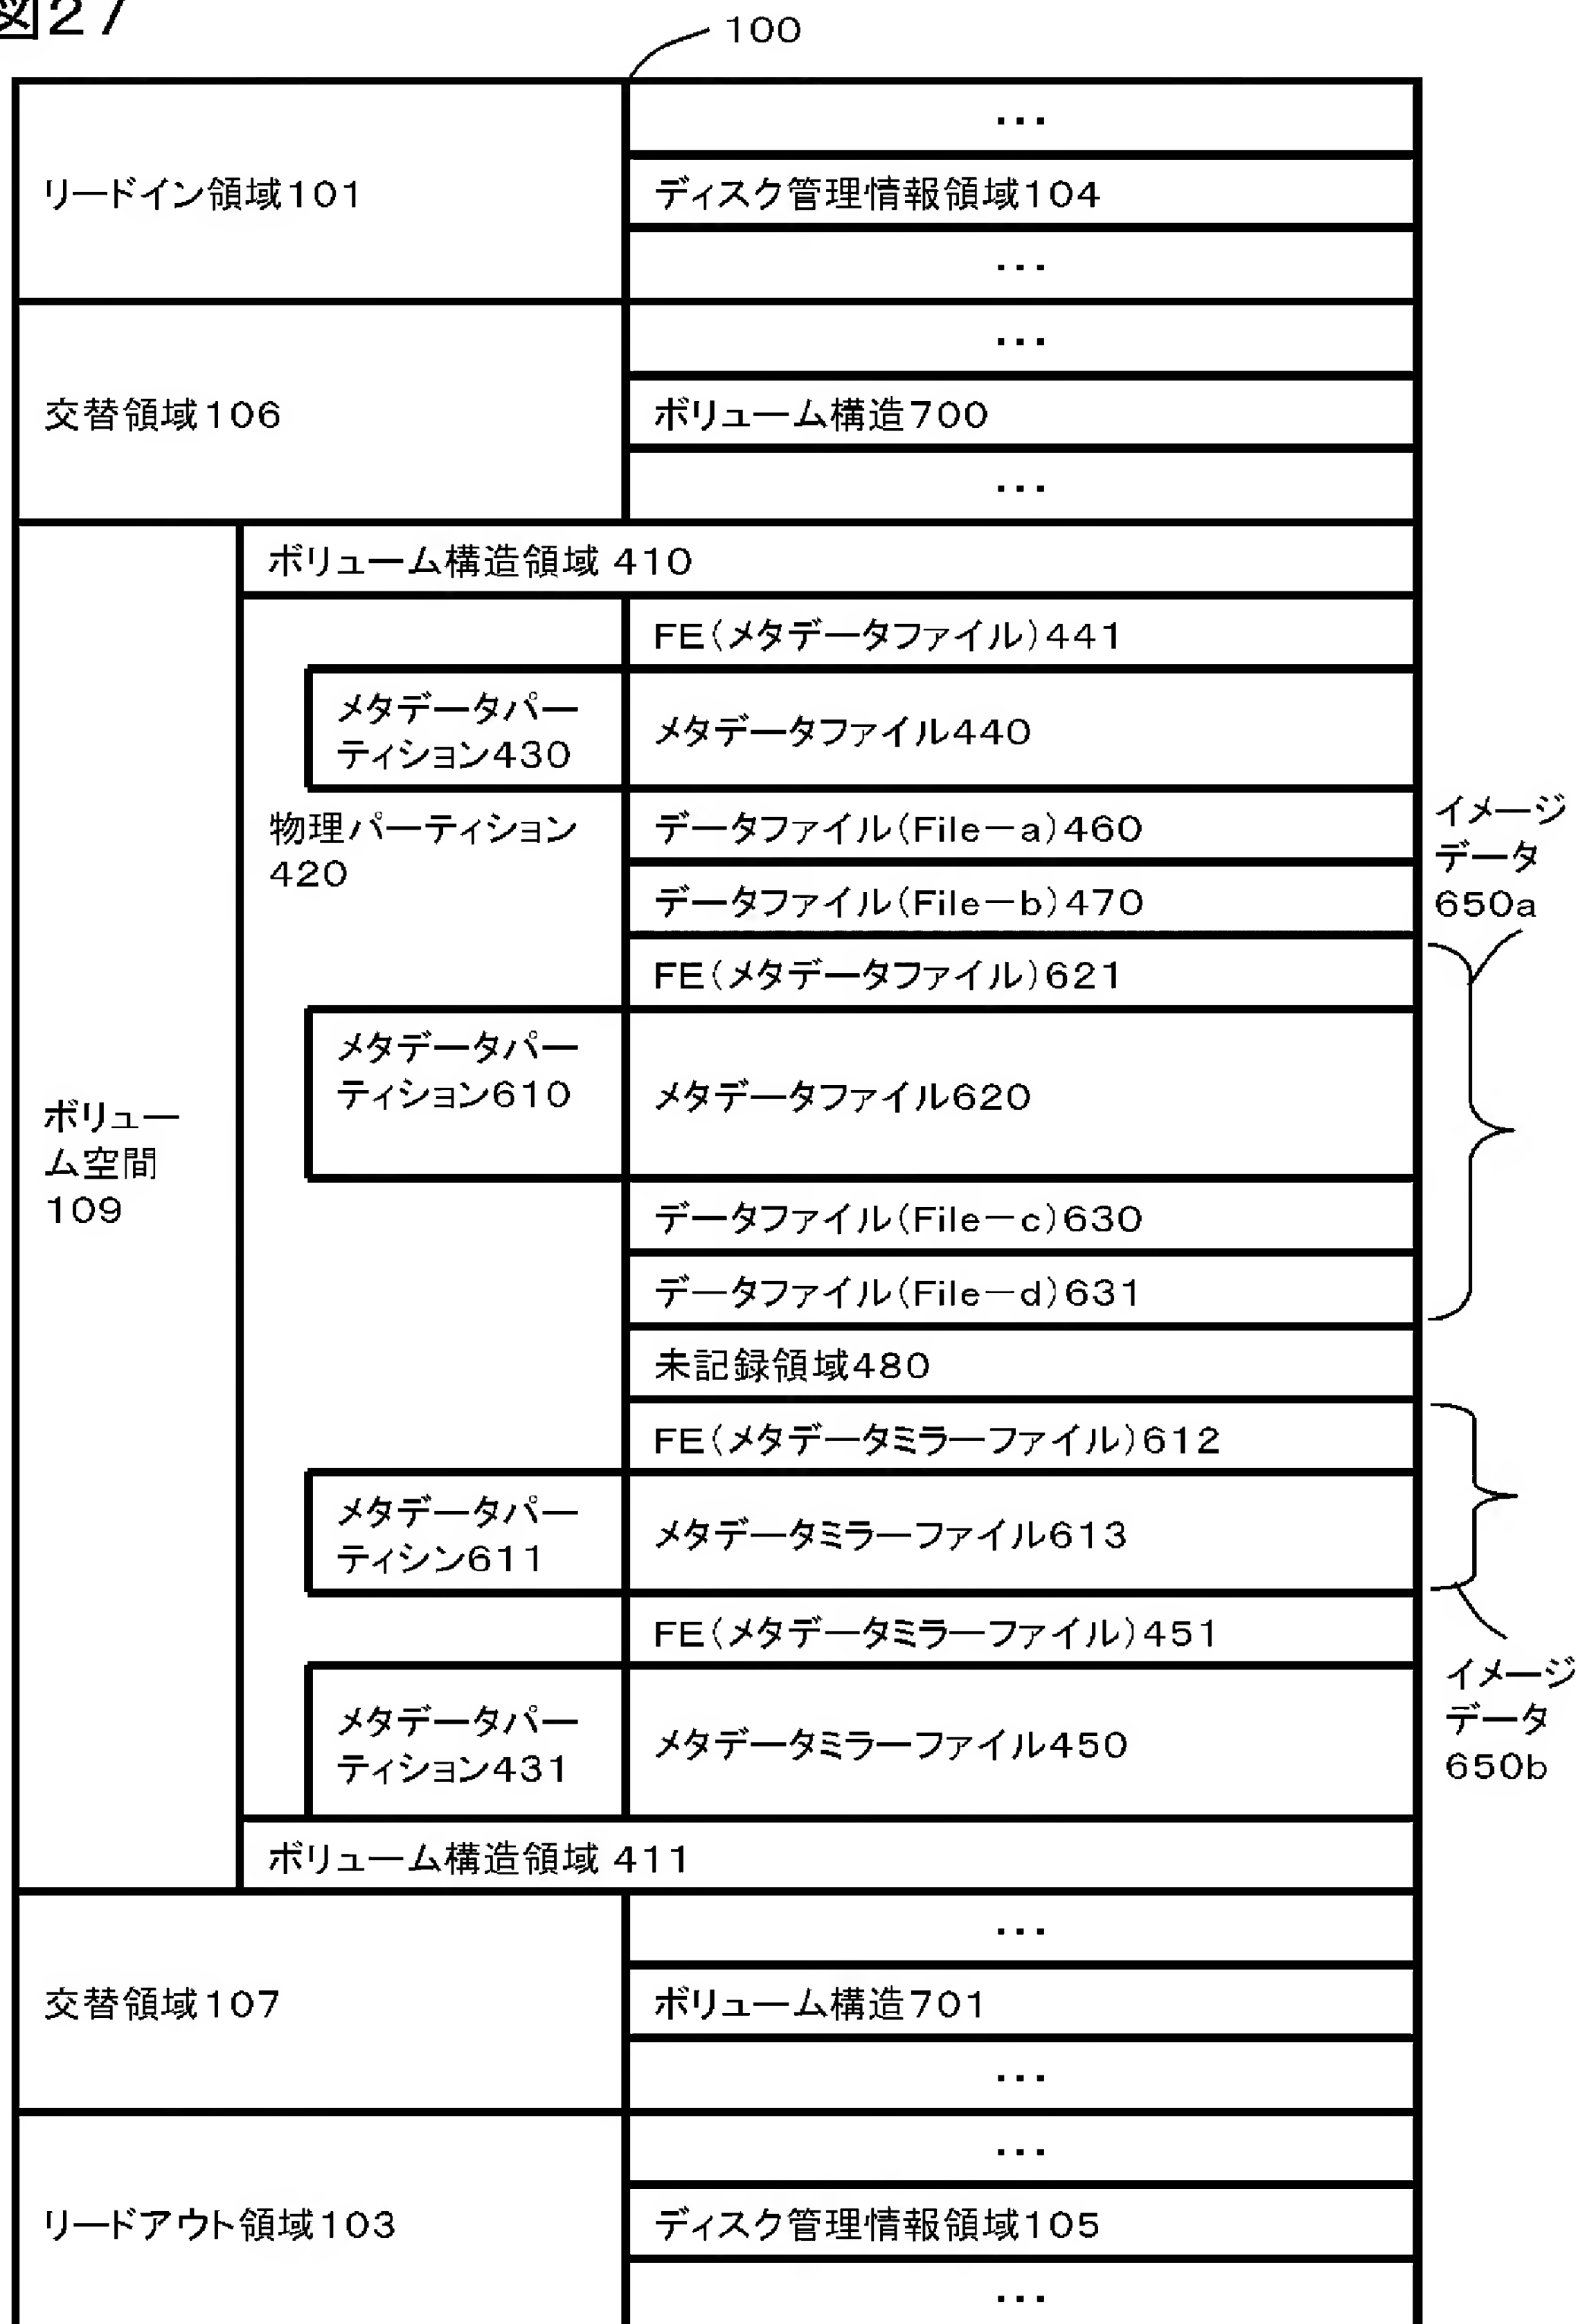 図27
100
…
リードイン領域101
ディスク管理情報領域104
…
…
交替領域106
ボリューム構造700
…
ボリューム構造領域 410
FE(メタデータファイル)441
メタデータパー
ティション430
メタデータファイル440
物理パーティション
420
データファイル(File-a)460
データファイル(File-b)470
イメージ
データ
650a
FE(メタデータファイル)621
メタデータパー
ティション610
メタデータファイル620
ボリュー
ム空間
109
データファイル(File-c)630
データファイル(File-d)631
未記録領域480
FE(メタデータミラーファイル)612
メタデータパー
ティシン611
メタデータミラーファイル613
FE(メタデータミラーファイル)451
イメージ
データ
650b
メタデータパー
ティション431
メタデータミラーファイル450
ボリューム構造領域 411
…
交替領域107
ボリューム構造701
…
…
リードアウト領域103
ディスク管理情報領域105
…